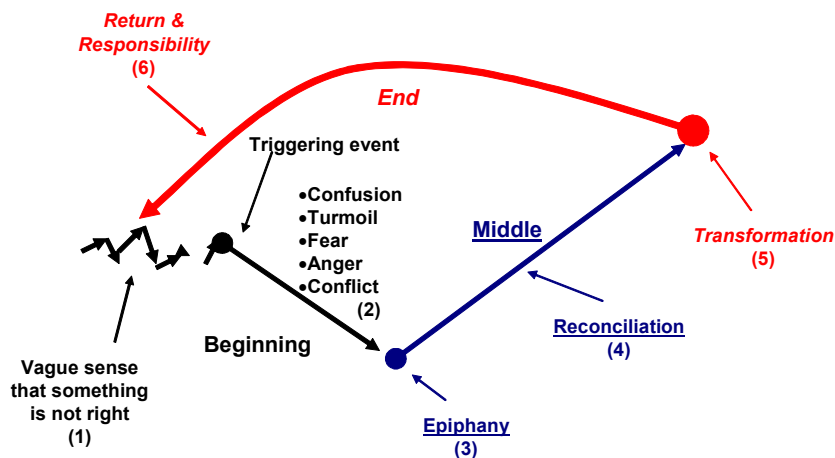 Return &
Responsibility
(6)
End
Triggering event
•Confusion
•Turmoil
•Fear
•Anger
•Conflict
(2)
Middle
Transformation
(5)
Beginning
Reconciliation
(4)
Vague sense
that something
is not right
(1)
Epiphany
(3)